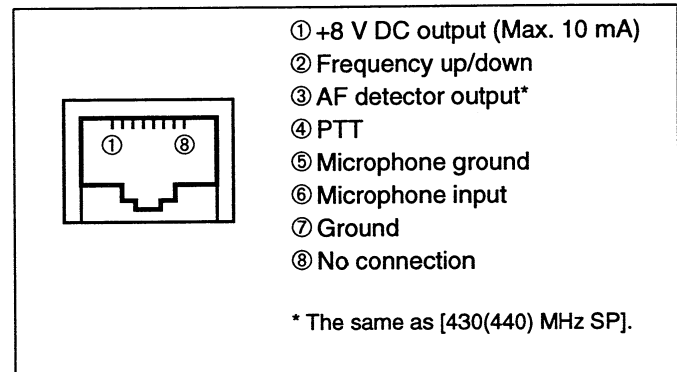 ① +8 V DC output (Max. 10 mA)
② Frequency up/down
③ AF detector output*
④ PTT
⑤ Microphone ground
⑥ Microphone input
⑦ Ground
⑧ No connection
① ⑧
* The same as [430(440) MHz SP].